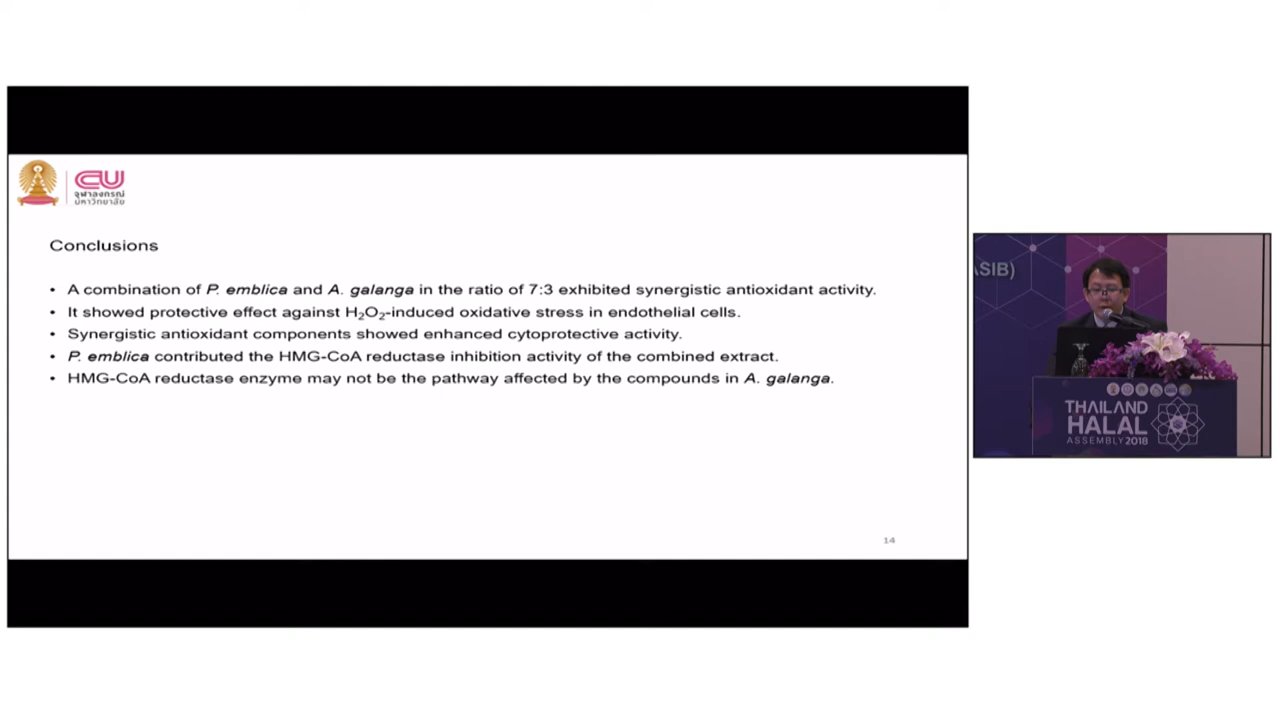 CU
จุฬาลงกรณ์
มหาวิทยาลัย
Conclusions
• A combination of P. emblica and A. galanga in the ratio of 7:3 exhibited synergistic antioxidant activity.
• It showed protective effect against H₂O₂-induced oxidative stress in endothelial cells.
• Synergistic antioxidant components showed enhanced cytoprotective activity.
• P. emblica contributed the HMG-CoA reductase inhibition activity of the combined extract.
• HMG-CoA reductase enzyme may not be the pathway affected by the compounds in A. galanga.
14
ASIB)
THAILAND
HALAL
ASSEMBLY 2018